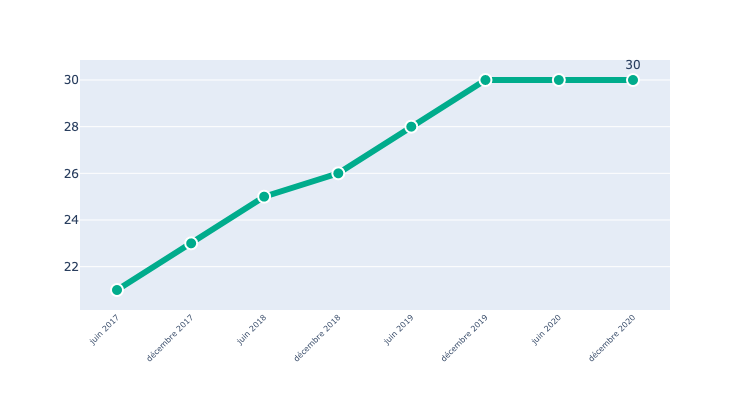 30
30
28
26
24
22
juin 2017
décembre 2017
juin 2018
décembre 2018
juin 2019
décembre 2019
juin 2020
décembre 2020